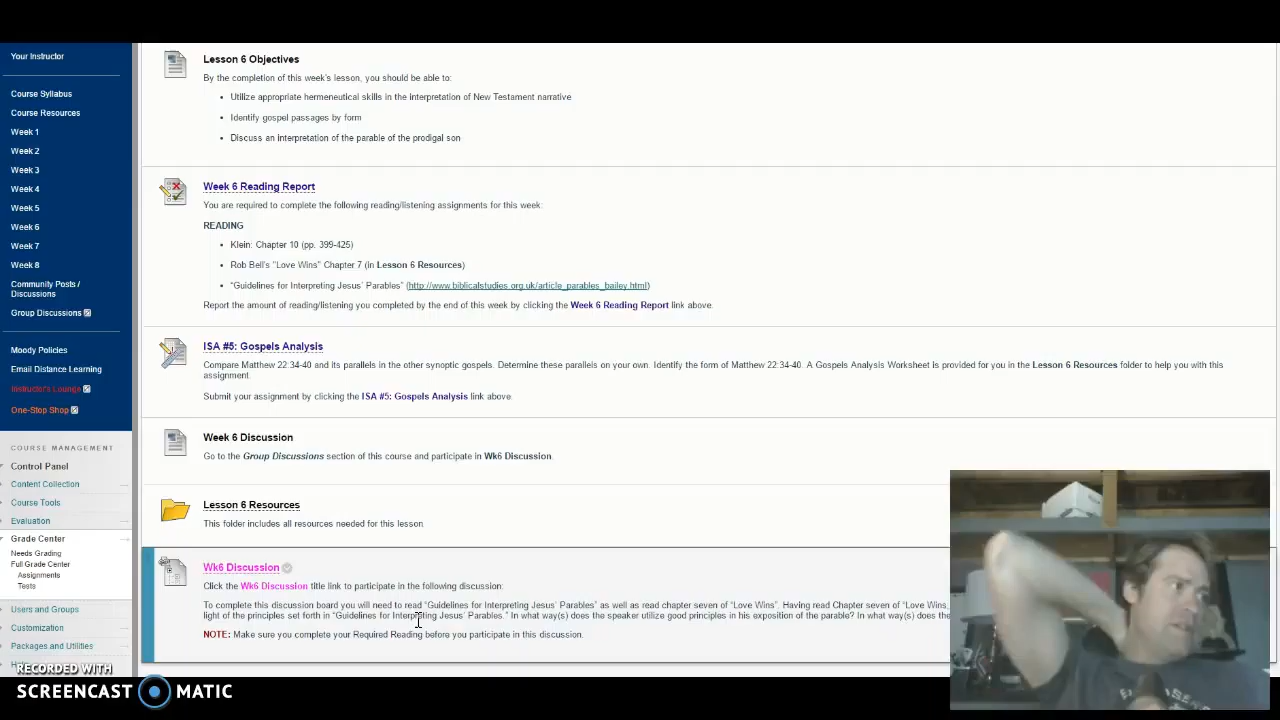 Your Instructor
Course Syllabus
Course Resources
Week 1
Week 2
Week 3
Week 4
Week 5
Week 6
Week 7
Week 8
Community Posts /
Discussions
Group Discussions
Moody Policies
Email Distance Learning
Instructor's Lounge
One-Stop Shop
COURSE MANAGEMENT
Control Panel
Content Collection
Course Tools
Evaluation
Grade Center
Needs Grading
Full Grade Center
Assignments
Tests
Users and Groups
Customization
Packages and Utilities
RECORDED WITH
SCREENCAST MATIC
Lesson 6 Objectives
By the completion of this week's lesson, you should be able to:
• Utilize appropriate hermeneutical skills in the interpretation of New Testament narrative
• Identify gospel passages by form
• Discuss an interpretation of the parable of the prodigal son
Week 6 Reading Report
You are required to complete the following reading/listening assignments for this week:
READING
• Klein: Chapter 10 (pp. 399-425)
• Rob Bell's "Love Wins" Chapter 7 (in Lesson 6 Resources)
• "Guidelines for Interpreting Jesus' Parables" (http://www.biblicalstudies.org.uk/article_parables_bailey.html)
Report the amount of reading/listening you completed by the end of this week by clicking the Week 6 Reading Report link above.
ISA #5: Gospels Analysis
Compare Matthew 22:34-40 and its parallels in the other synoptic gospels. Determine these parallels on your own. Identify the form of Matthew 22:34-40. A Gospels Analysis Worksheet is provided for you in the Lesson 6 Resources folder to help you with this
assignment.
Submit your assignment by clicking the ISA #5: Gospels Analysis link above.
Week 6 Discussion
Go to the Group Discussions section of this course and participate in Wk6 Discussion.
Lesson 6 Resources
This folder includes all resources needed for this lesson.
Wk6 Discussion
Click the Wk6 Discussion title link to participate in the following discussion:
To complete this discussion board you will need to read "Guidelines for Interpreting Jesus' Parables" as well as read chapter seven of "Love Wins". Having read Chapter seven of "Love Wins,
light of the principles set forth in "Guidelines for Interpreting Jesus' Parables." In what way(s) does the speaker utilize good principles in his exposition of the parable? In what way(s) does the
NOTE: Make sure you complete your Required Reading before you participate in this discussion.